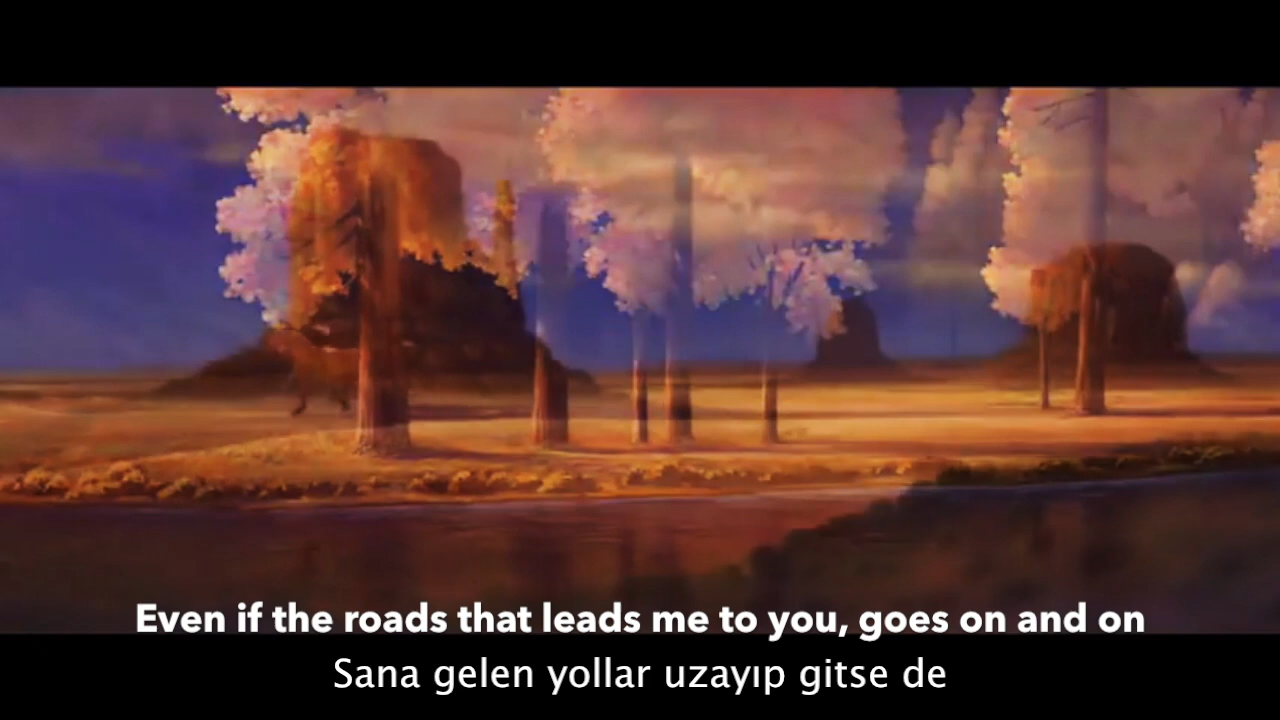 Even if the roads that leads me to you, goes on and on
Sana gelen yollar uzayıp gitse de